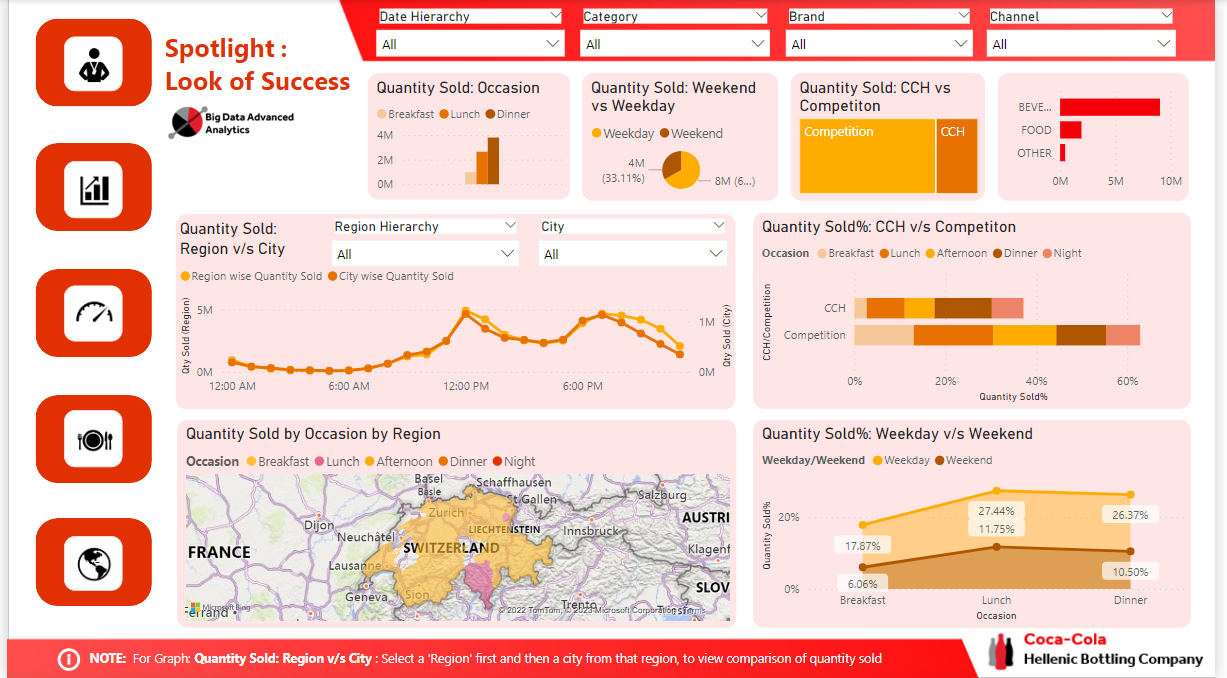 Spotlight :
Look of Success
Big Data Advanced
Analytics
Date Hierarchy
All
Category
All
Brand
All
Channel
All
Quantity Sold: Occasion
Breakfast Lunch Dinner
4M
2M
0M
Quantity Sold: Weekend
vs Weekday
Weekday Weekend
4M
(33.11%)
8M (6...)
Quantity Sold: CCH vs
Competiton
Competition
CCH
BEVE...
FOOD
OTHER
0M 5M 10M
Quantity Sold:
Region v/s City
Region Hierarchy
All
City
All
Region wise Quantity Sold City wise Quantity Sold
Qty Sold (Region)
5M
0M
1M
0M
Qty Sold (City)
12:00 AM 6:00 AM 12:00 PM 6:00 PM
Quantity Sold%: CCH v/s Competiton
Occasion Breakfast Lunch Afternoon Dinner Night
CCH/Competition
CCH
Competition
0% 20% 40% 60%
Quantity Sold%
Quantity Sold by Occasion by Region
Occasion Breakfast Lunch Afternoon Dinner Night
Basel
Basle
Schaffhausen
St.Gallen
Salzburg
Zurich
Dijon
Neuchâtel
LIECHTENSTEIN
Innsbruck
AUSTRI
FRANCE
SWITZERLAND
Klagenf
Lausanne
Geneva
Sion
SLOV
Trento
Microsoft Bing
© 2022 TomTom, © 2023 Microsoft Corporation Terms
Quantity Sold%: Weekday v/s Weekend
Weekday/Weekend Weekday Weekend
Quantity Sold%
20%
0%
17.87%
27.44%
26.37%
6.06%
11.75%
10.50%
Breakfast Lunch Dinner
Occasion
NOTE: For Graph: Quantity Sold: Region v/s City : Select a 'Region' first and then a city from that region, to view comparison of quantity sold
Coca-Cola
Hellenic Bottling Company